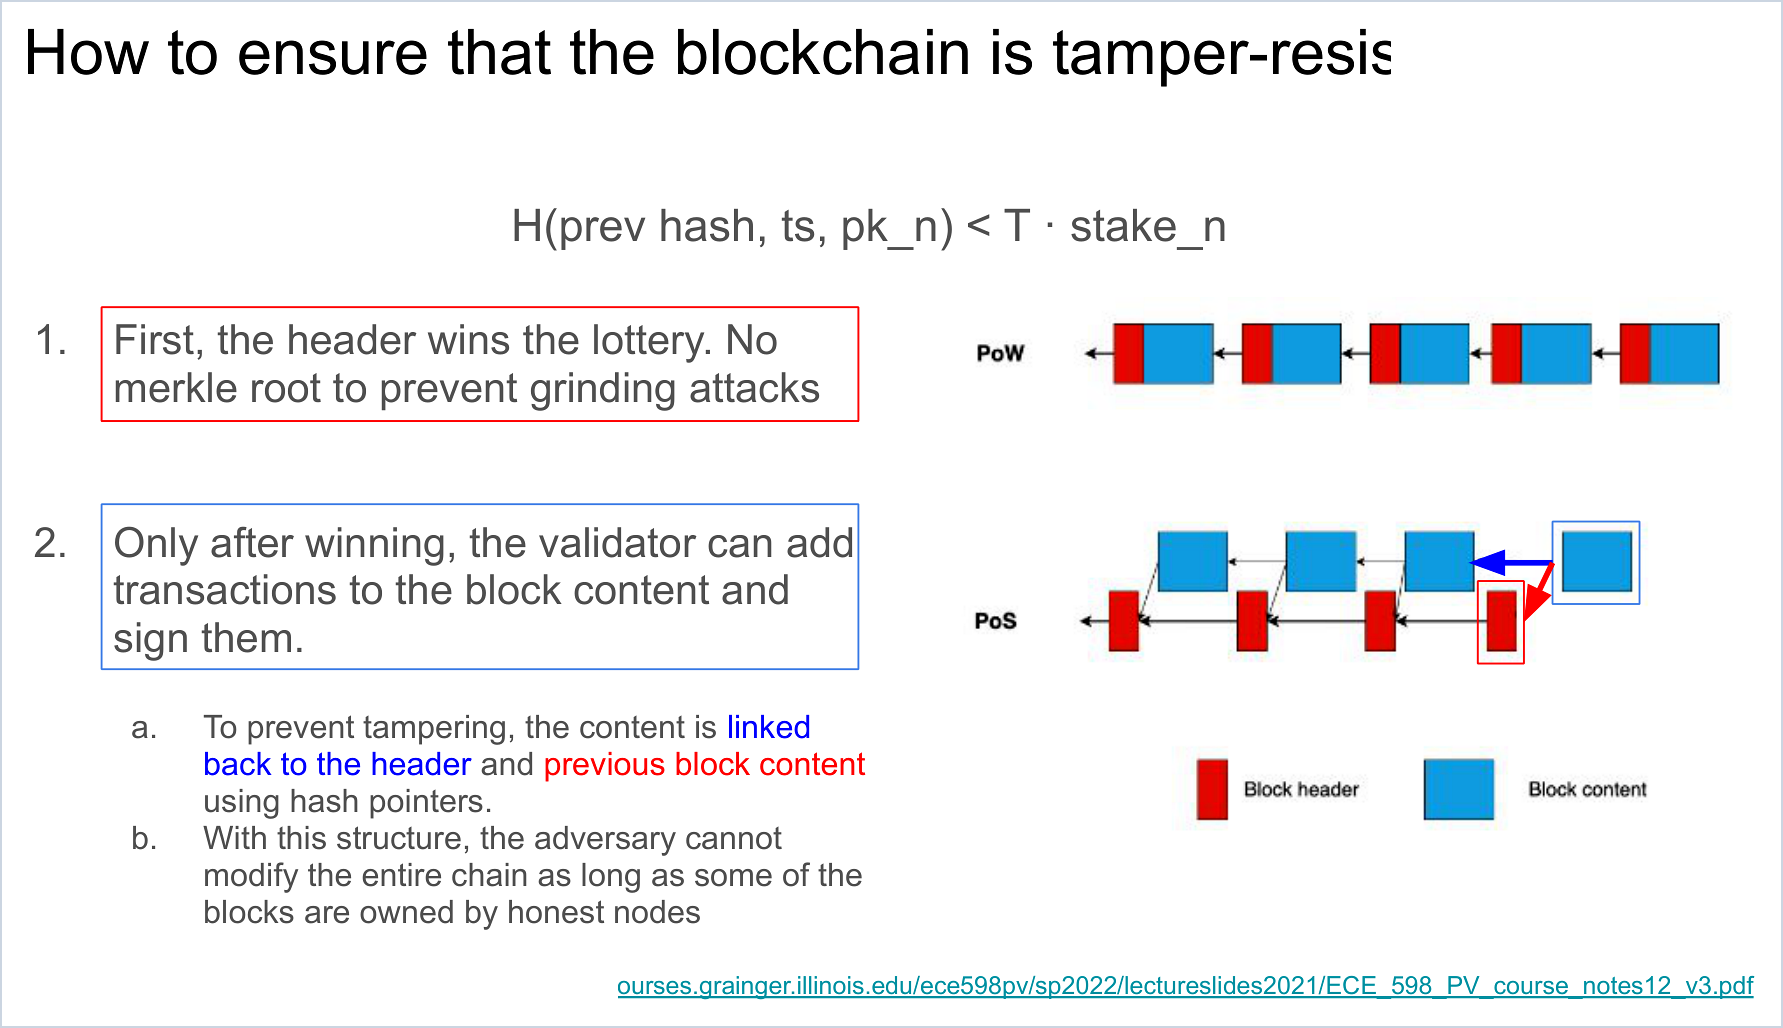 How to ensure that the blockchain is tamper-resis
H(prev hash, ts, pk_n) < T · stake_n
1. First, the header wins the lottery. No
merkle root to prevent grinding attacks
PoW
2. Only after winning, the validator can add
transactions to the block content and
sign them.
PoS
a. To prevent tampering, the content is linked
back to the header and previous block content
using hash pointers.
b. With this structure, the adversary cannot
modify the entire chain as long as some of the
blocks are owned by honest nodes
Block header
Block content
ourses.grainger.illinois.edu/ece598pv/sp2022/lectureslides2021/ECE_598_PV_course_notes12_v3.pdf